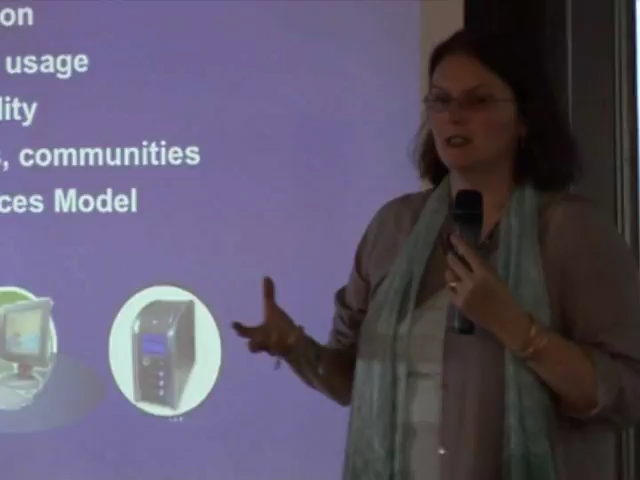 on
usage
lity
, communities
ces Model